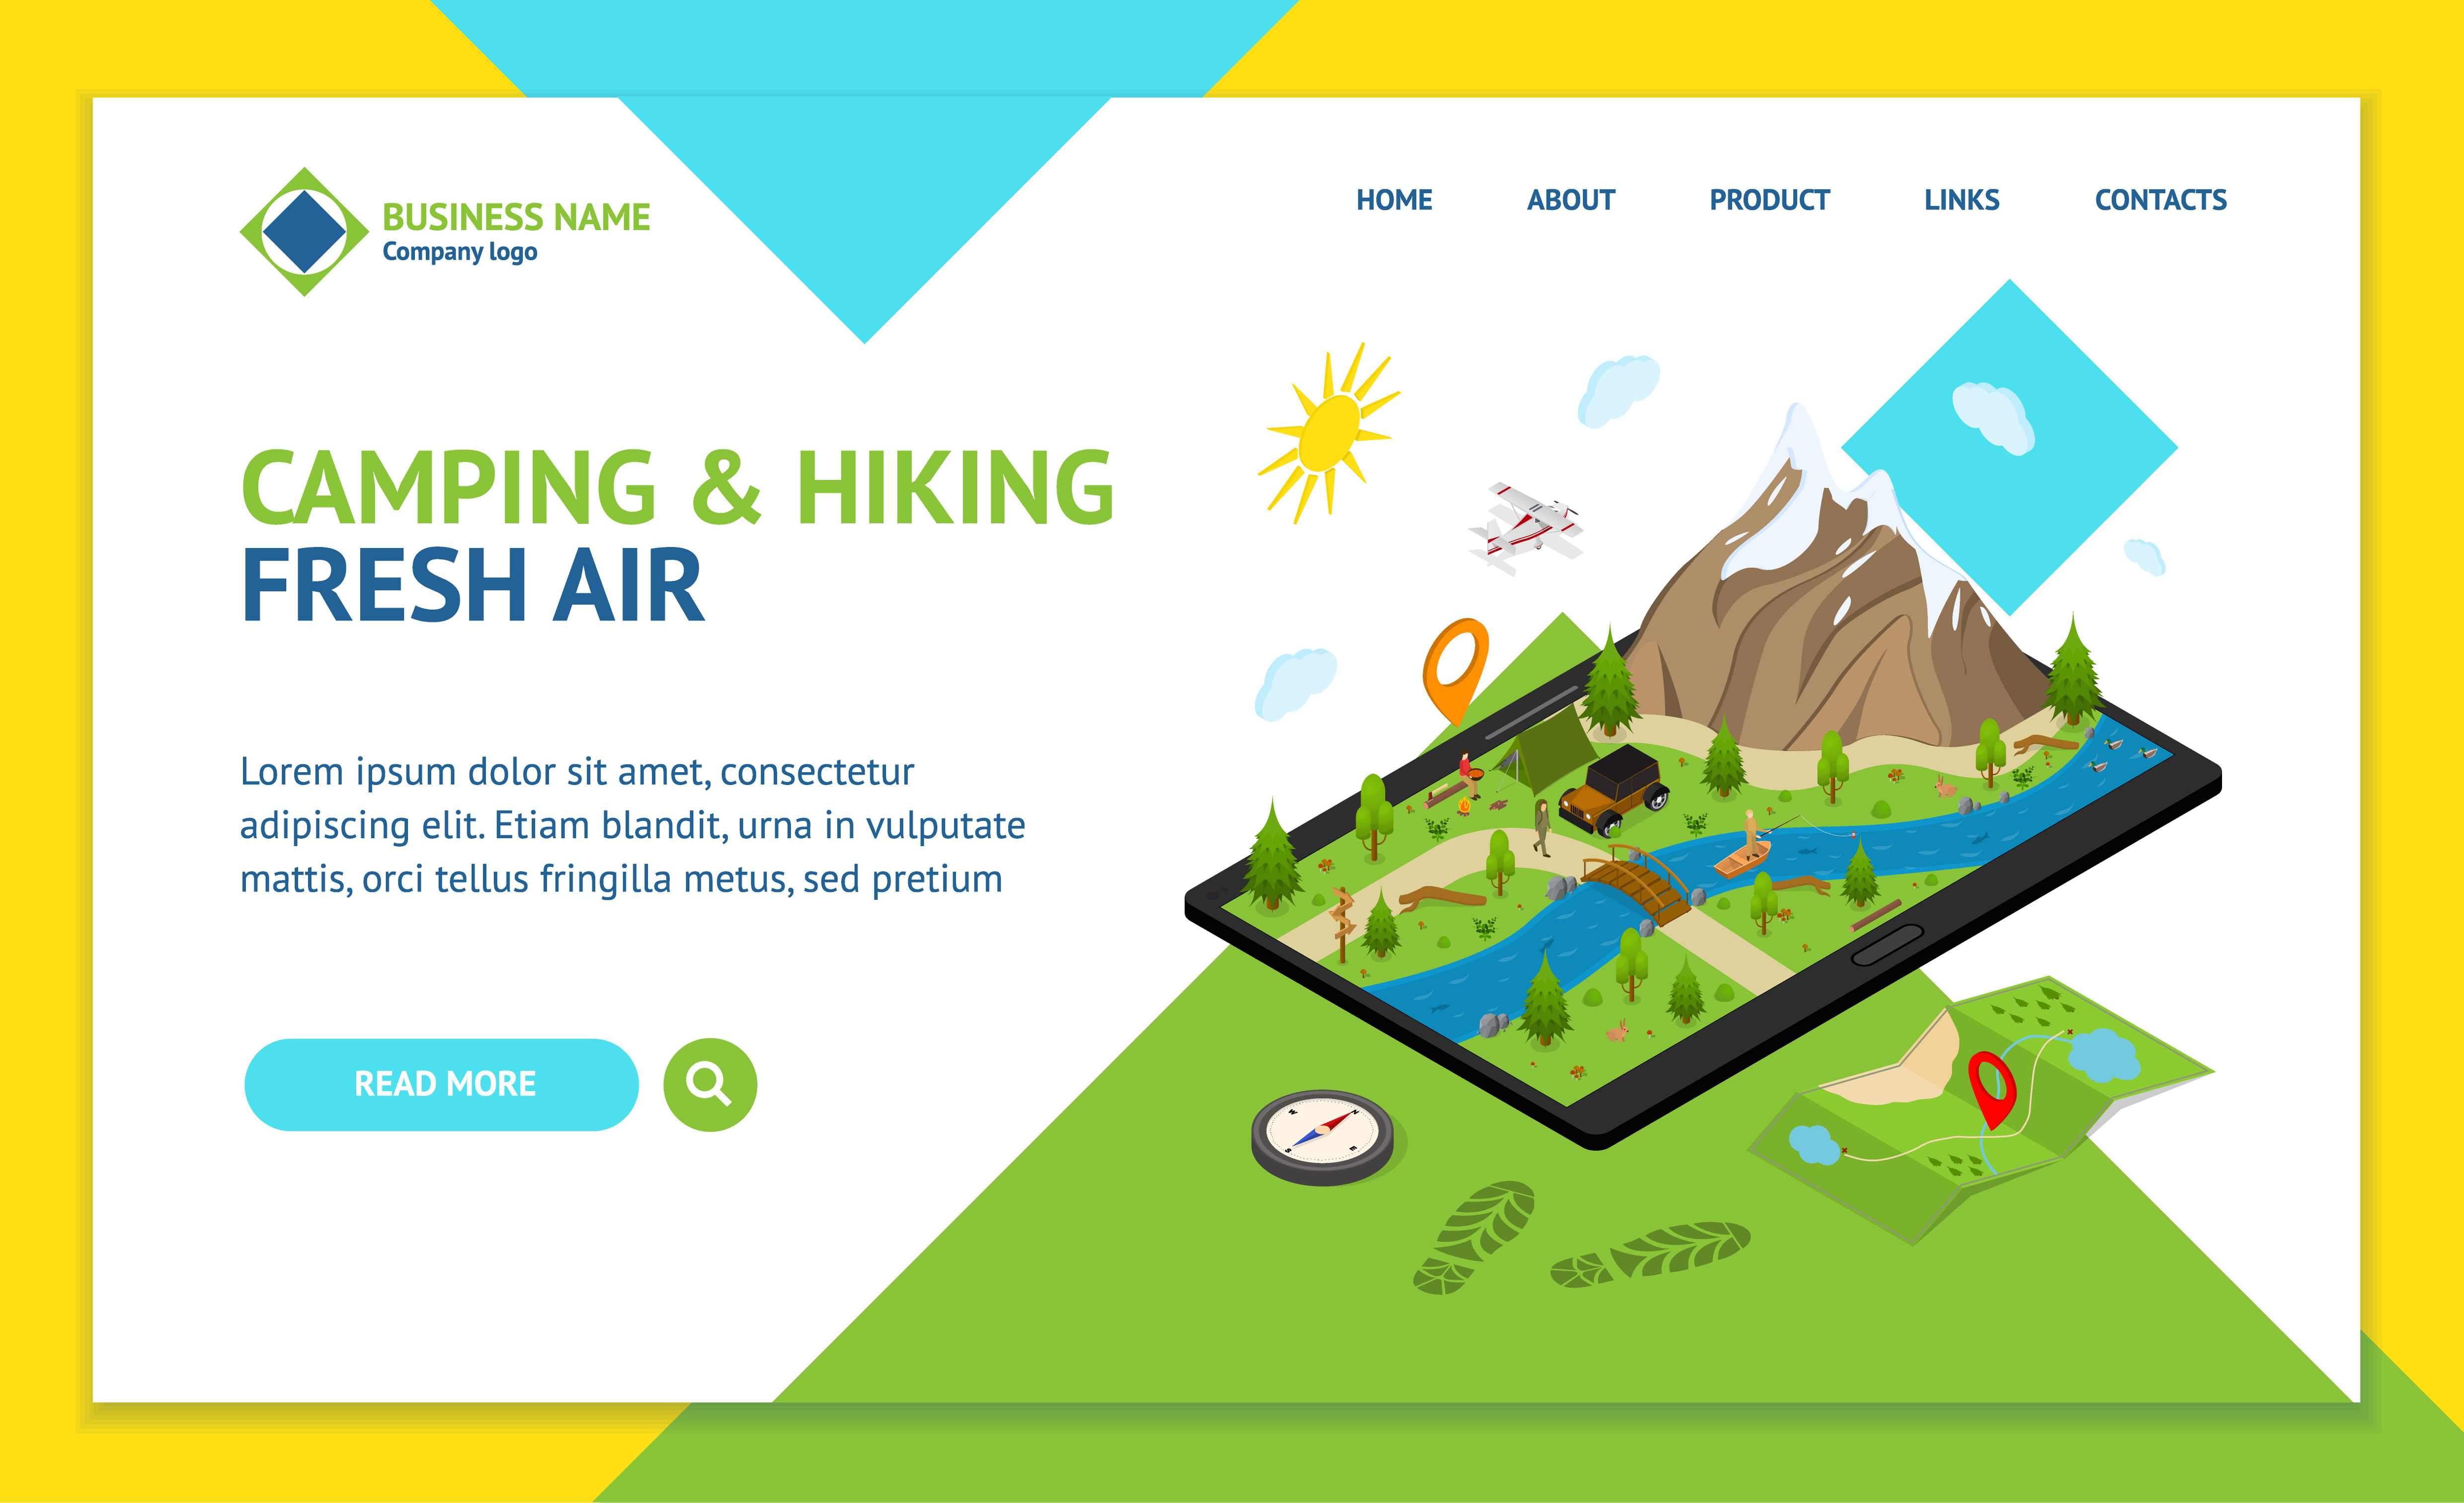 BUSINESS NAME
Company logo
HOME ABOUT PRODUCT LINKS CONTACTS
CAMPING & HIKING
FRESH AIR
Lorem ipsum dolor sit amet, consectetur
adipiscing elit. Etiam blandit, urna in vulputate
mattis, orci tellus fringilla metus, sed pretium
READ MORE
W N
S E